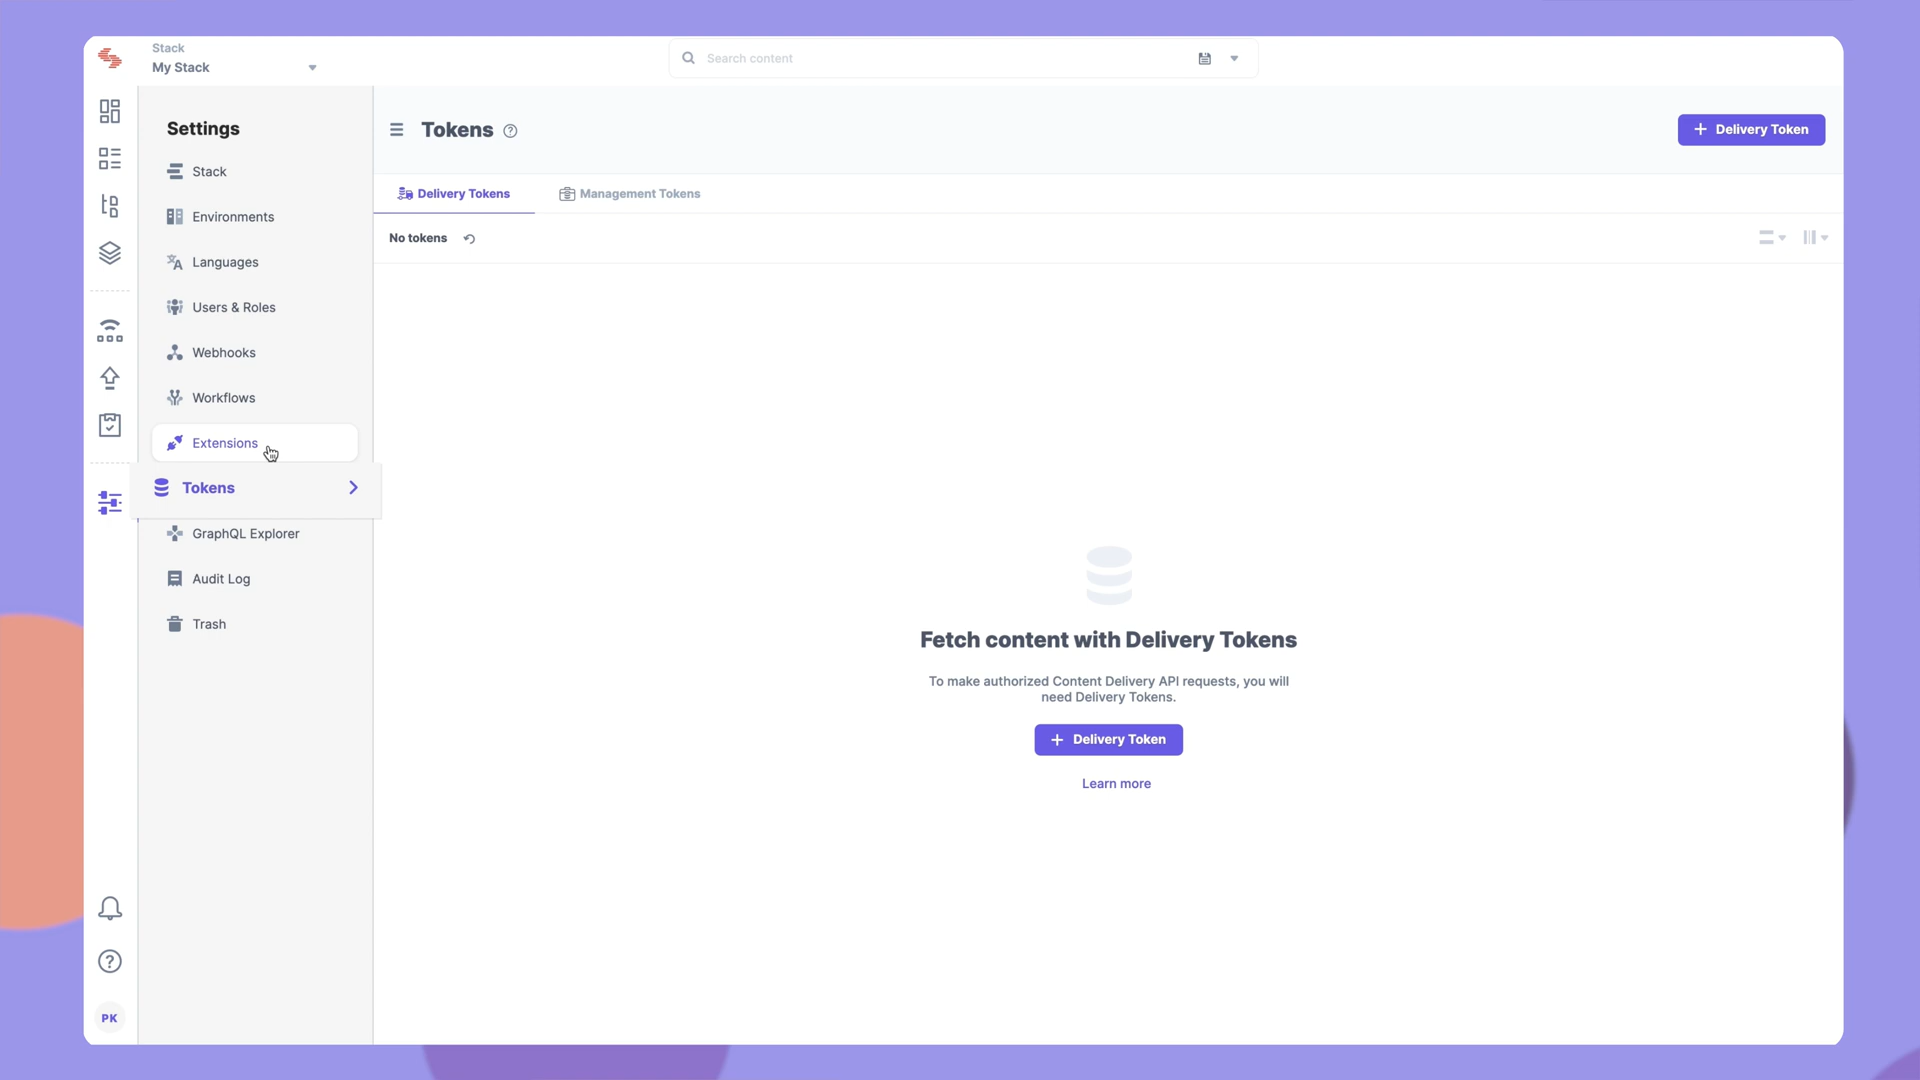 Stack
My Stack
Search content
Settings
Stack
Environments
Languages
Users & Roles
Webhooks
Workflows
Extensions
Tokens
GraphQL Explorer
Audit Log
Trash
PK
Tokens
+ Delivery Token
Delivery Tokens
Management Tokens
No tokens
Fetch content with Delivery Tokens
To make authorized Content Delivery API requests, you will
need Delivery Tokens.
+ Delivery Token
Learn more